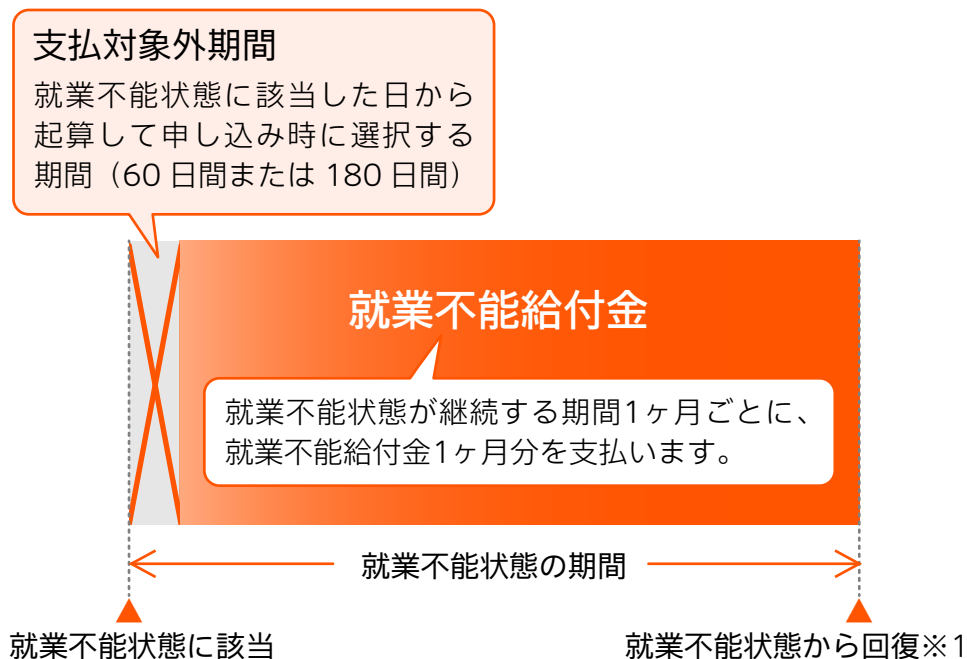 支払対象外期間
就業不能状態に該当した日から
起算して申し込み時に選択する
期間（60日間または180日間）
就業不能給付金
就業不能状態が継続する期間1ヶ月ごとに、
就業不能給付金1ヶ月分を支払います。
就業不能状態の期間
就業不能状態に該当
就業不能状態から回復※1